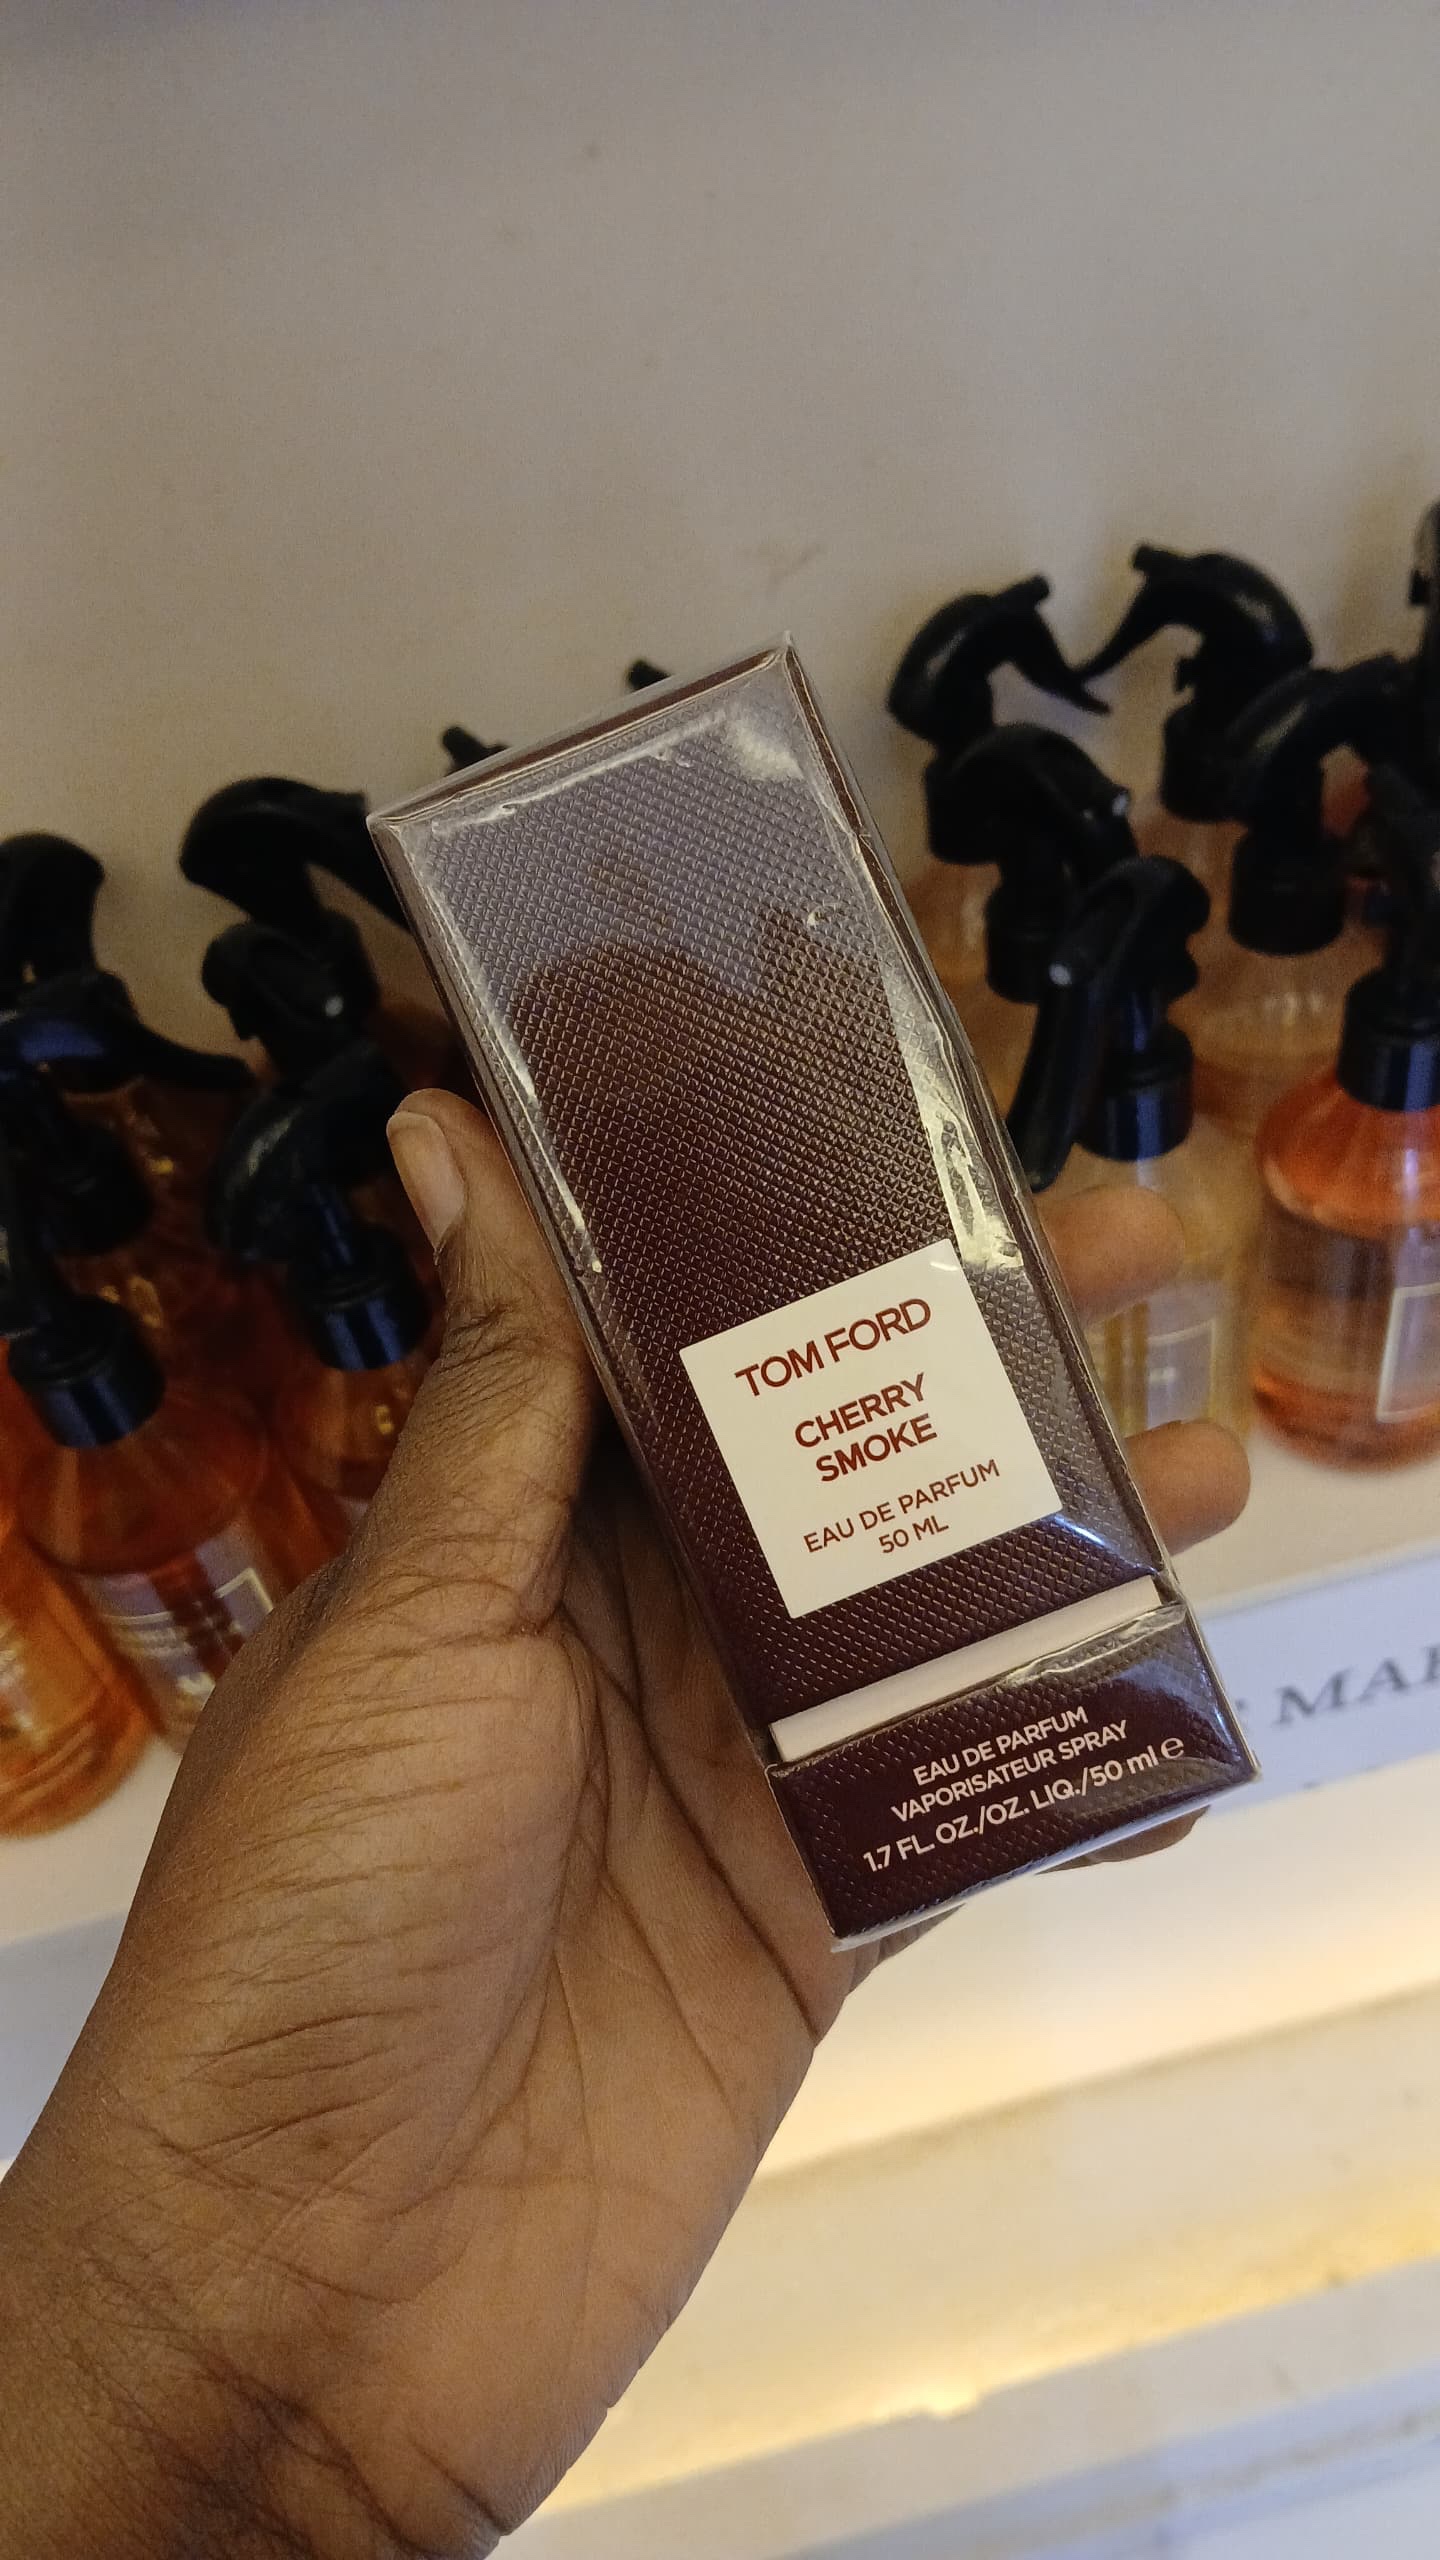 TOM FORD
CHERRY
SMOKE
EAU DE PARFUM
50 ML
EAU DE PARFUM
VAPORISATEUR SPRAY
1.7 FL. OZ./OZ. LIQ./50 ml ℮